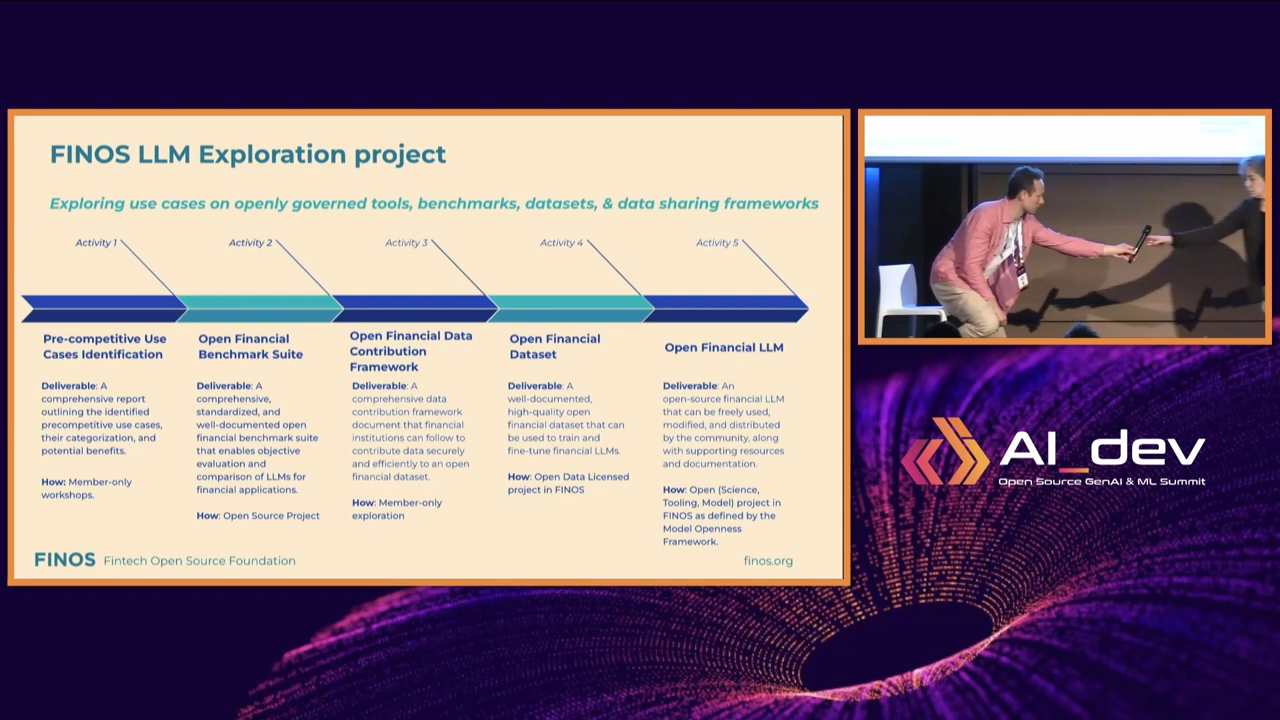 FINOS LLM Exploration project
Exploring use cases on openly governed tools, benchmarks, datasets, & data sharing frameworks
Activity 1
Activity 2
Activity 3
Activity 4
Activity 5
Pre-competitive Use
Cases Identification
Deliverable: A
comprehensive report
outlining the identified
precompetitive use cases,
their categorization, and
potential benefits.
How: Member-only
workshops.
Open Financial
Benchmark Suite
Deliverable: A
comprehensive,
standardized, and
well-documented open
financial benchmark suite
that enables objective
evaluation and
comparison of LLMs for
financial applications.
How: Open Source Project
Open Financial Data
Contribution
Framework
Deliverable: A
comprehensive data
contribution framework
document that financial
institutions can follow to
contribute data securely
and efficiently to an open
financial dataset.
How: Member-only
exploration
Open Financial
Dataset
Deliverable: A
well-documented,
high-quality open
financial dataset that can
be used to train and
fine-tune financial LLMs.
How: Open Data Licensed
project in FINOS
Open Financial LLM
Deliverable: An
open-source financial LLM
that can be freely used,
modified, and distributed
by the community, along
with supporting resources
and documentation.
How: Open (Science,
Tooling, Model) project in
FINOS as defined by the
Model Openness
Framework.
FINOS Fintech Open Source Foundation
finos.org
AI_dev
Open Source GenAI & ML Summit